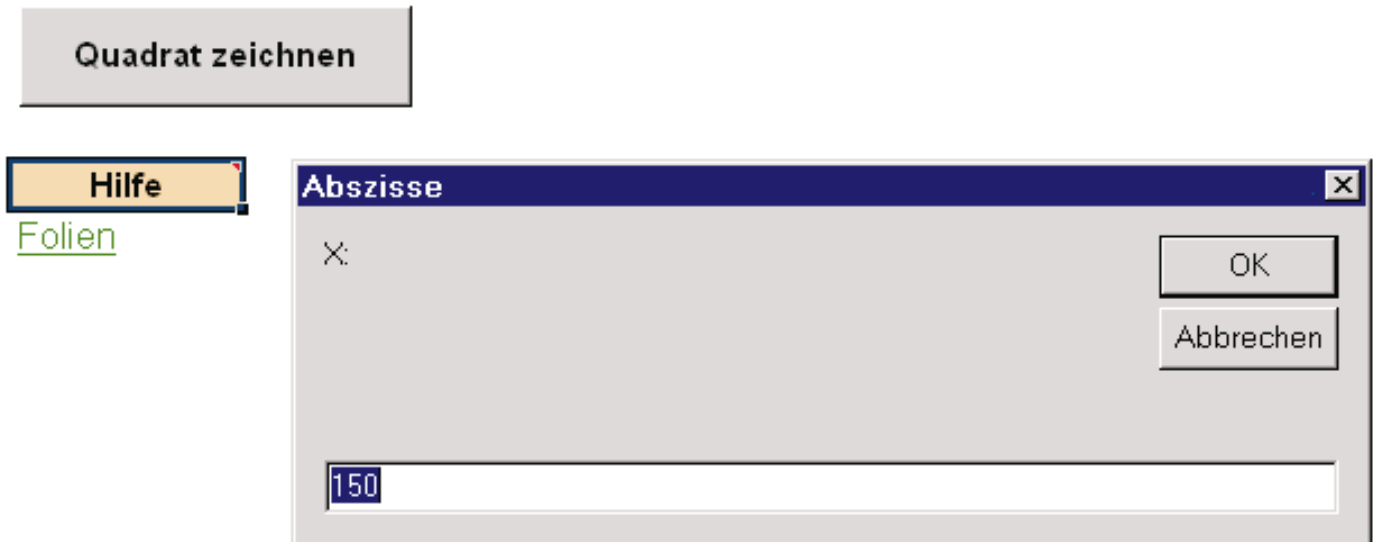 Quadrat zeichnen
Hilfe
Folien
Abszisse
X:
OK
Abbrechen
150